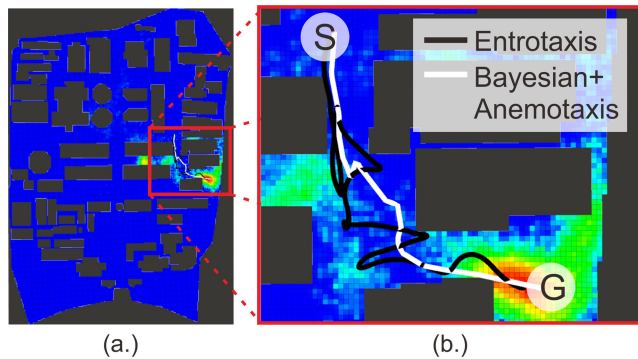 S
Entrotaxis
Bayesian+
Anemotaxis
G
(a.)
(b.)